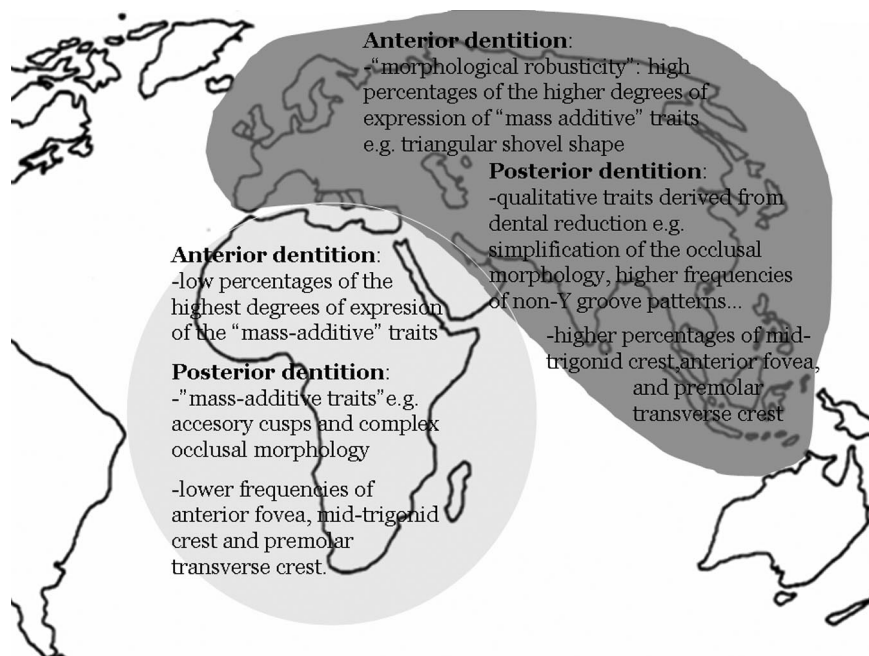 Anterior dentition:
-“morphological robusticity”: high
percentages of the higher degrees of
expression of “mass additive” traits
e.g. triangular shovel shape
Posterior dentition:
-qualitative traits derived from
dental reduction e.g.
simplification of the occlusal
morphology, higher frequencies
of non-Y groove patterns...
-higher percentages of mid-
trigonid crest,anterior fovea,
and premolar
transverse crest
Anterior dentition:
-low percentages of the
highest degrees of expresion
of the “mass-additive” traits
Posterior dentition:
-”mass-additive traits”e.g.
accesory cusps and complex
occlusal morphology
-lower frequencies of
anterior fovea, mid-trigonid
crest and premolar
transverse crest.